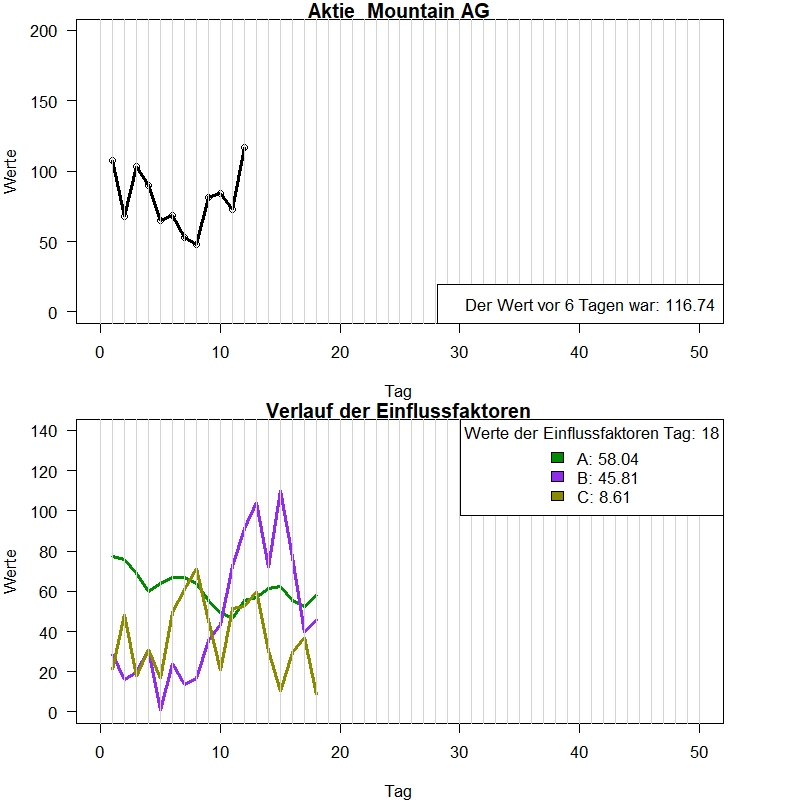 Aktie  Mountain AG
Werte
200
150
100
50
0
Der Wert vor 6 Tagen war: 116.74
0 10 20 30 40 50
Tag
Verlauf der Einflussfaktoren
Werte
140
120
100
80
60
40
20
0
Werte der Einflussfaktoren Tag: 18
A: 58.04
B: 45.81
C: 8.61
0 10 20 30 40 50
Tag